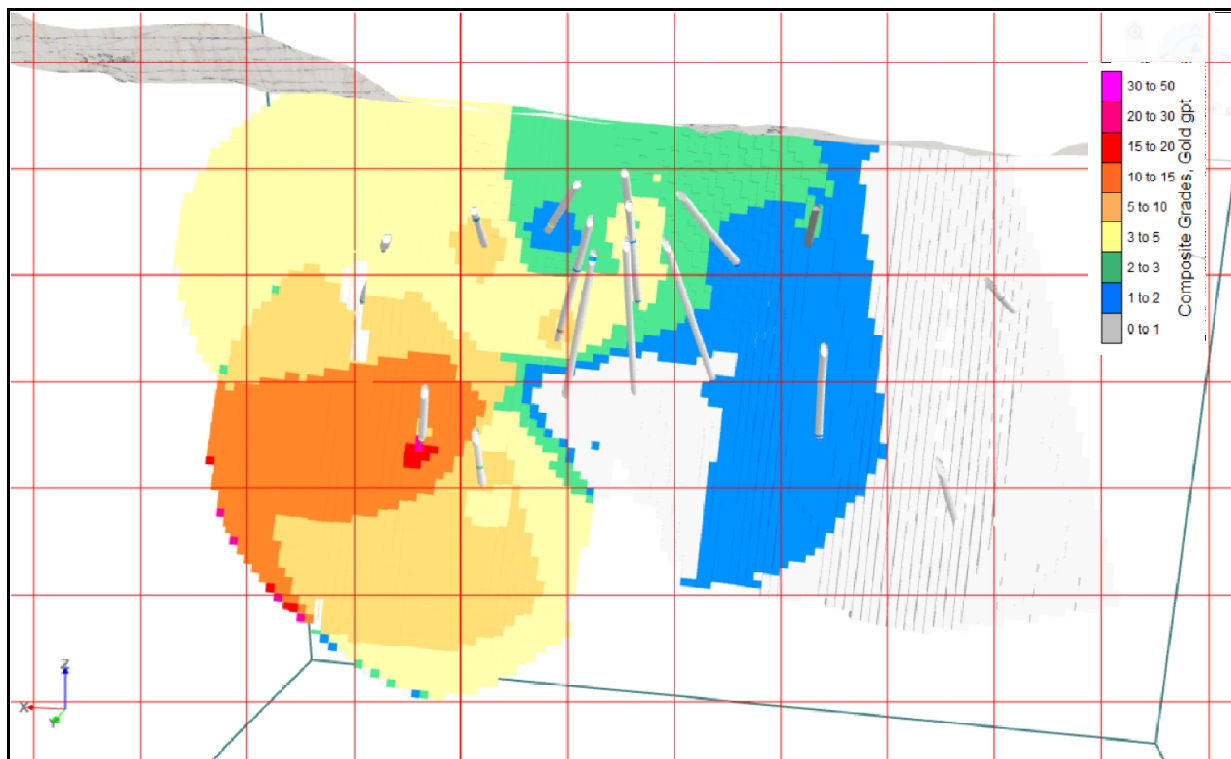 30 to 50
20 to 30
15 to 20
10 to 15
5 to 10
3 to 5
2 to 3
1 to 2
0 to 1
Composite Grades, Gold gpt
Z
X
Y